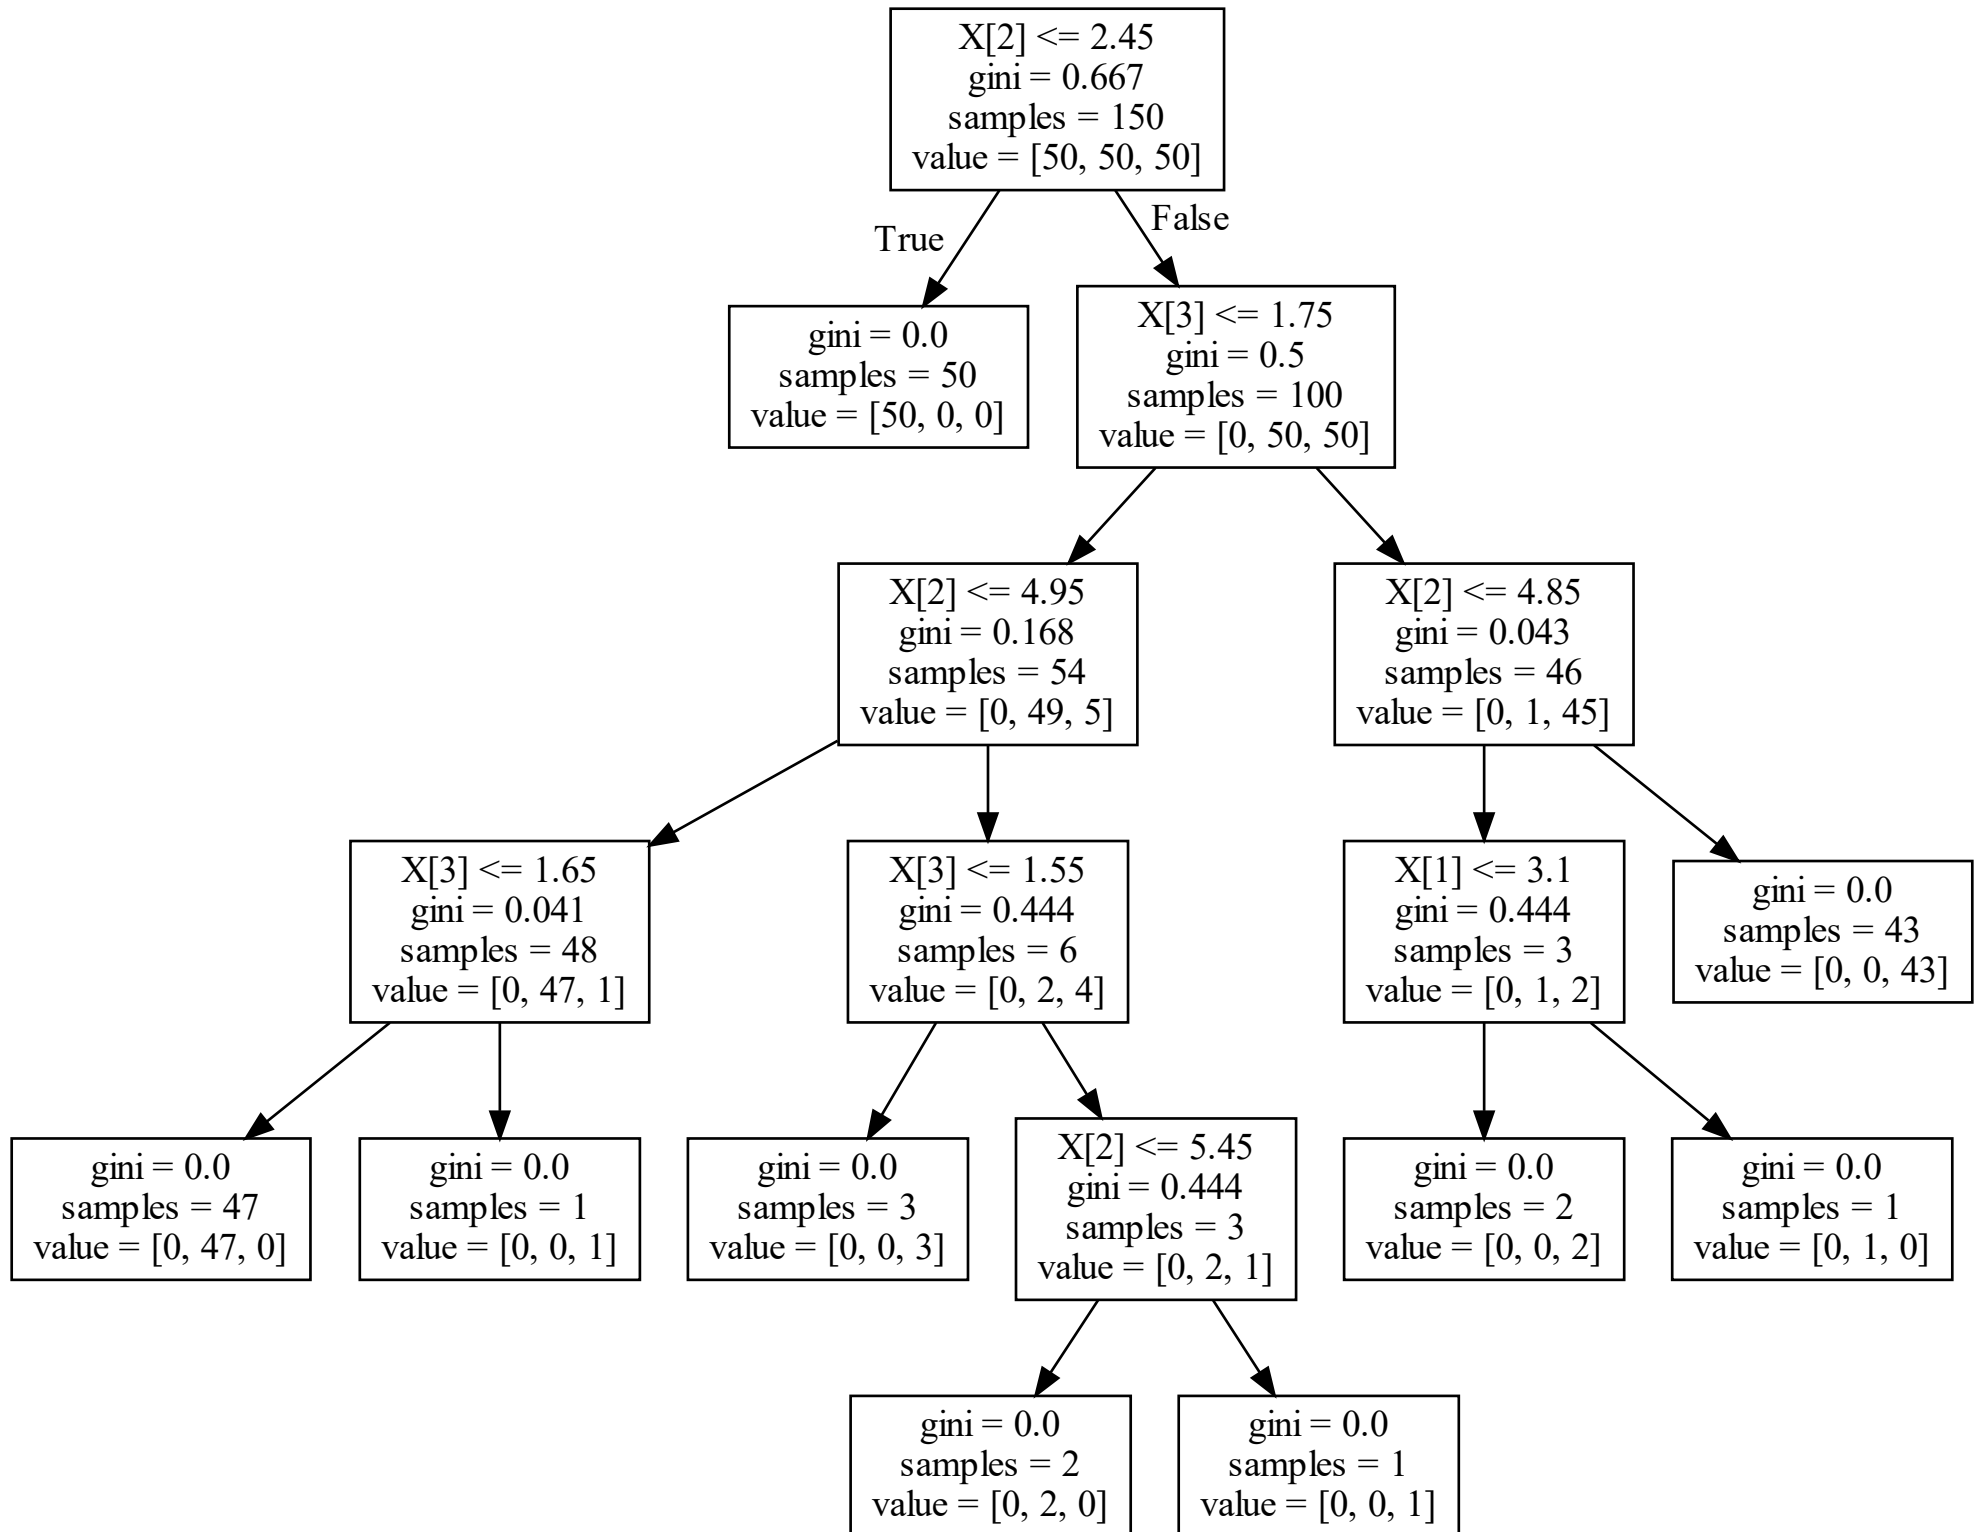 X[2] <= 2.45
gini = 0.667
samples = 150
value = [50, 50, 50]
True
False
gini = 0.0
samples = 50
value = [50, 0, 0]
X[3] <= 1.75
gini = 0.5
samples = 100
value = [0, 50, 50]
X[2] <= 4.95
gini = 0.168
samples = 54
value = [0, 49, 5]
X[2] <= 4.85
gini = 0.043
samples = 46
value = [0, 1, 45]
X[3] <= 1.65
gini = 0.041
samples = 48
value = [0, 47, 1]
X[3] <= 1.55
gini = 0.444
samples = 6
value = [0, 2, 4]
X[1] <= 3.1
gini = 0.444
samples = 3
value = [0, 1, 2]
gini = 0.0
samples = 43
value = [0, 0, 43]
gini = 0.0
samples = 47
value = [0, 47, 0]
gini = 0.0
samples = 1
value = [0, 0, 1]
gini = 0.0
samples = 3
value = [0, 0, 3]
X[2] <= 5.45
gini = 0.444
samples = 3
value = [0, 2, 1]
gini = 0.0
samples = 2
value = [0, 0, 2]
gini = 0.0
samples = 1
value = [0, 1, 0]
gini = 0.0
samples = 2
value = [0, 2, 0]
gini = 0.0
samples = 1
value = [0, 0, 1]